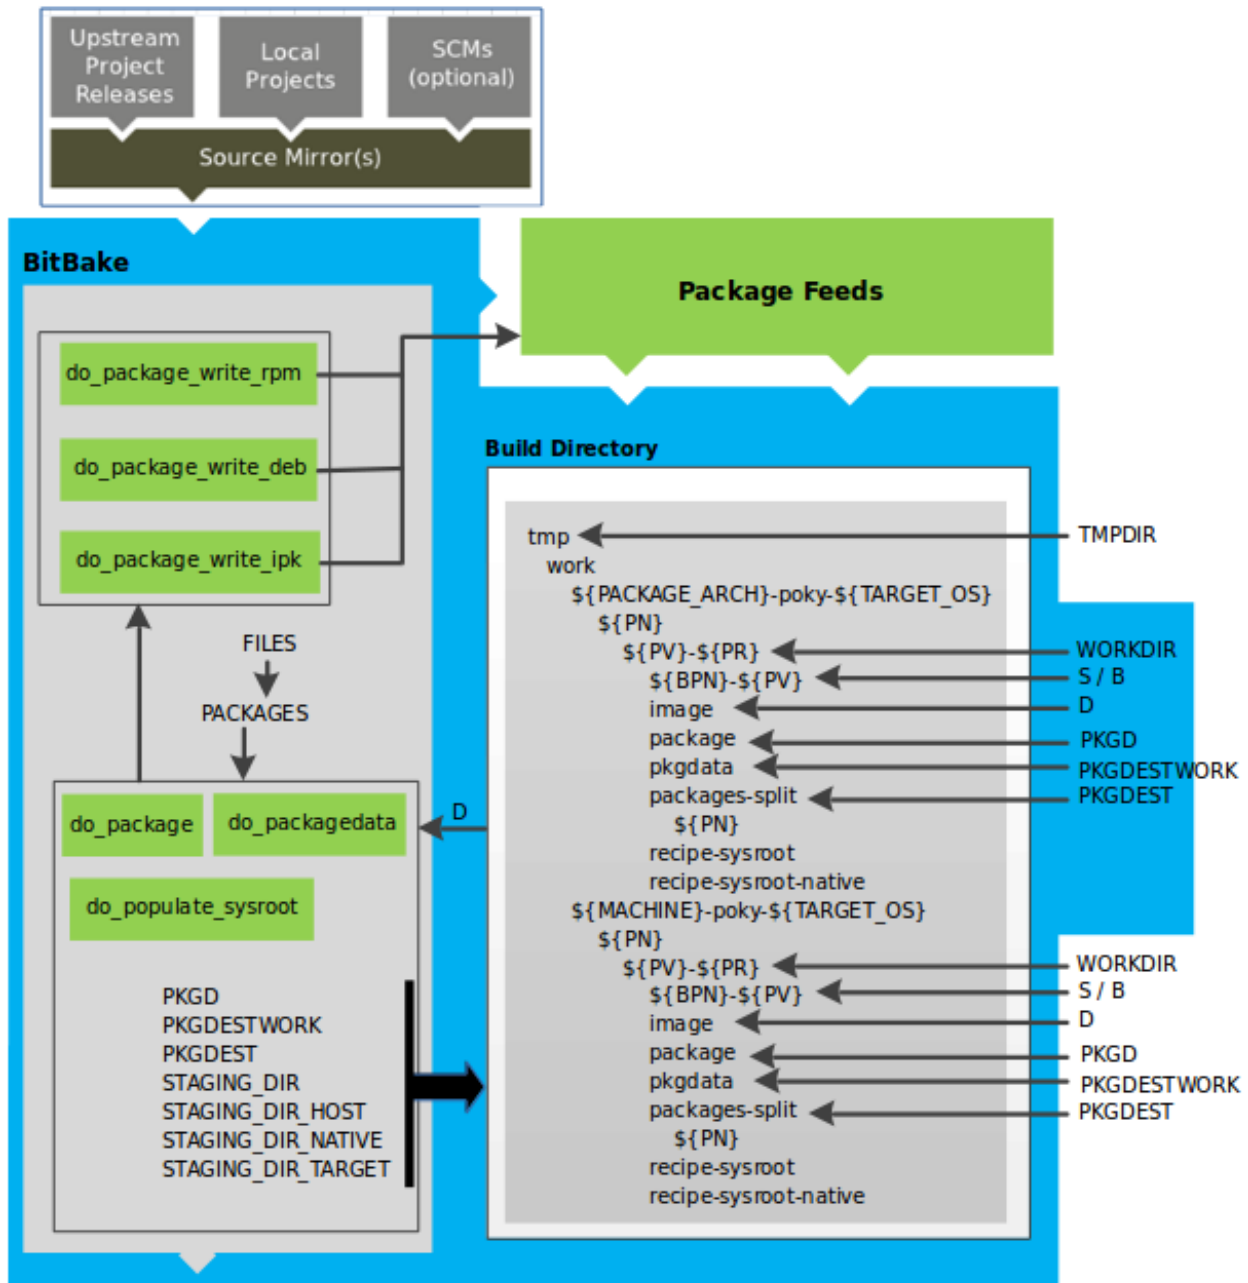 Upstream
Project
Releases
Local
Projects
SCMs
(optional)
Source Mirror(s)
BitBake
Package Feeds
do_package_write_rpm
do_package_write_deb
do_package_write_ipk
FILES
PACKAGES
do_package
do_packagedata
do_populate_sysroot
D
PKGD
PKGDESTWORK
PKGDEST
STAGING_DIR
STAGING_DIR_HOST
STAGING_DIR_NATIVE
STAGING_DIR_TARGET
Build Directory
tmp
work
${PACKAGE_ARCH}-poky-${TARGET_OS}
${PN}
${PV}-${PR}
${BPN}-${PV}
image
package
pkgdata
packages-split
${PN}
recipe-sysroot
recipe-sysroot-native
${MACHINE}-poky-${TARGET_OS}
${PN}
${PV}-${PR}
${BPN}-${PV}
image
package
pkgdata
packages-split
${PN}
recipe-sysroot
recipe-sysroot-native
TMPDIR
WORKDIR
S / B
D
PKGD
PKGDESTWORK
PKGDEST
WORKDIR
S / B
D
PKGD
PKGDESTWORK
PKGDEST